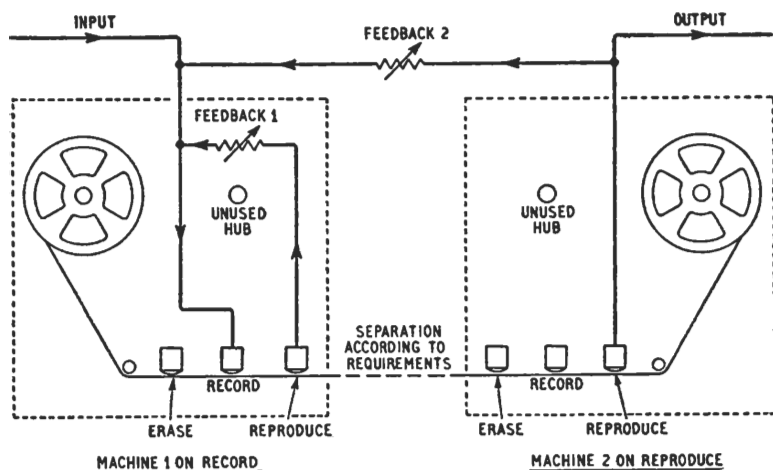 INPUT
OUTPUT
FEEDBACK 2
FEEDBACK 1
UNUSED
HUB
UNUSED
HUB
SEPARATION
ACCORDING TO
REQUIREMENTS
RECORD
RECORD
ERASE
REPRODUCE
ERASE
REPRODUCE
MACHINE 1 ON RECORD
MACHINE 2 ON REPRODUCE